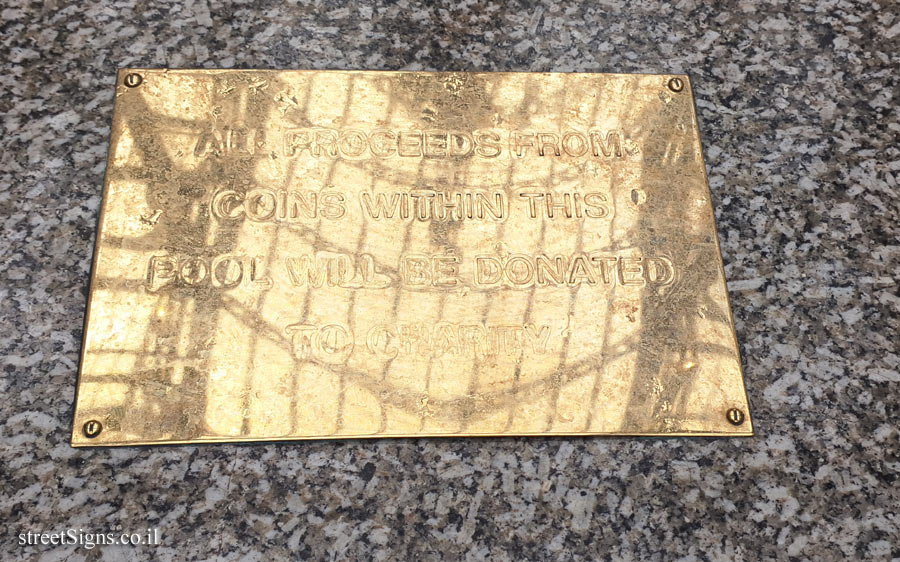 ALL PROCEEDS FROM
COINS WITHIN THIS
POOL WILL BE DONATED
TO CHARITY
streetSigns.co.il